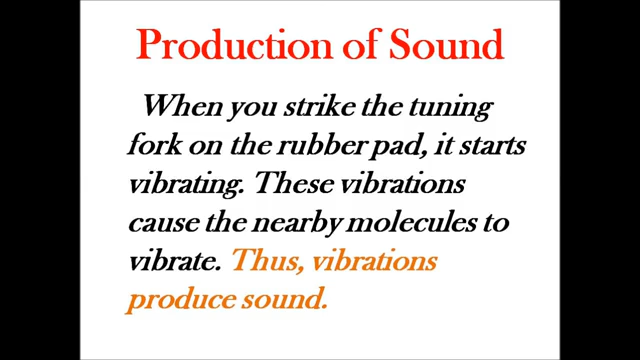 Production of Sound
When you strike the tuning
fork on the rubber pad, it starts
vibrating. These vibrations
cause the nearby molecules to
vibrate. Thus, vibrations
produce sound.